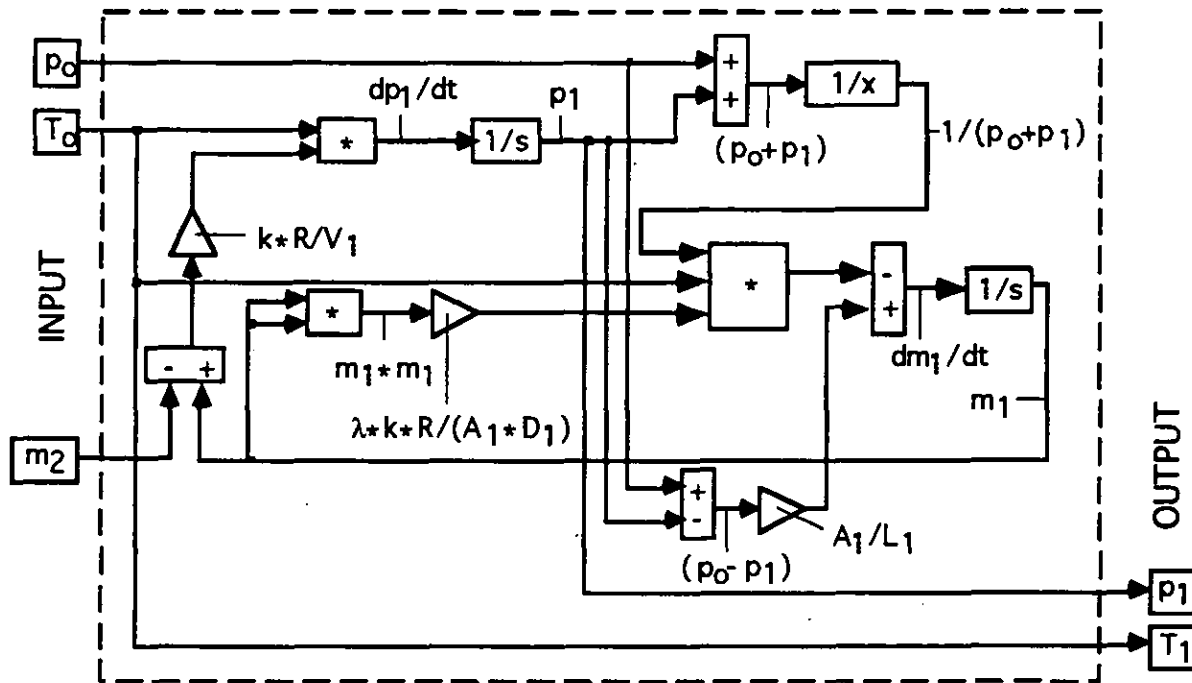 p₀
T₀
dp₁/dt
p₁
+
+
1/x
*
1/s
(p₀+p₁)
1/(p₀+p₁)
k*R/V₁
INPUT
*
*
-
+
1/s
m₁*m₁
dm₁/dt
- +
λ*k*R/(A₁*D₁)
m₁
m₂
+
-
A₁/L₁
(p₀-p₁)
OUTPUT
p₁
T₁